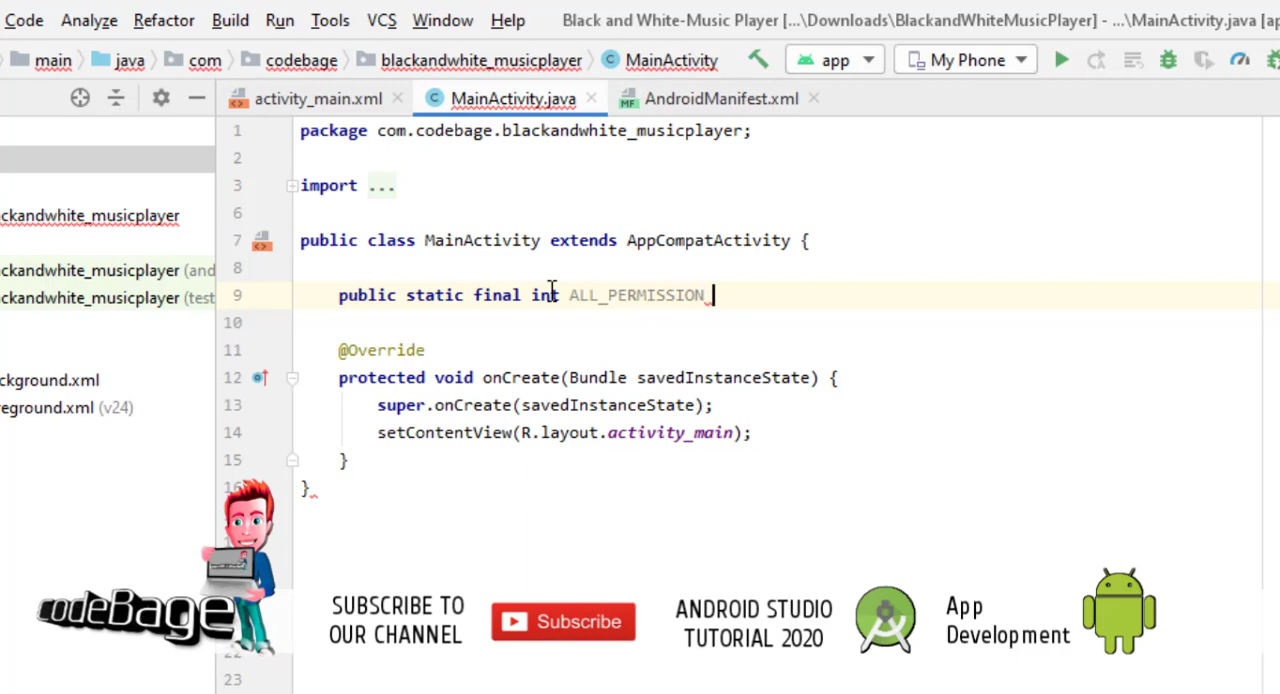 Code Analyze Refactor Build Run Tools VCS Window Help Black and White-Music Player [...\Downloads\BlackandWhiteMusicPlayer] - ...\MainActivity.java [ap
main java com codebage blackandwhite_musicplayer MainActivity app My Phone
activity_main.xml MainActivity.java AndroidManifest.xml
1 package com.codebage.blackandwhite_musicplayer;
2
3 import ...
ckandwhite_musicplayer 6
7 public class MainActivity extends AppCompatActivity {
ckandwhite_musicplayer (and 8
ckandwhite_musicplayer (test 9 public static final int ALL_PERMISSION
10
11 @Override
ckground.xml 12 protected void onCreate(Bundle savedInstanceState) {
eground.xml (v24) 13 super.onCreate(savedInstanceState);
14 setContentView(R.layout.activity_main);
15 }
16 }
codeBage
SUBSCRIBE TO
OUR CHANNEL
Subscribe
ANDROID STUDIO
TUTORIAL 2020
App
Development
22
23